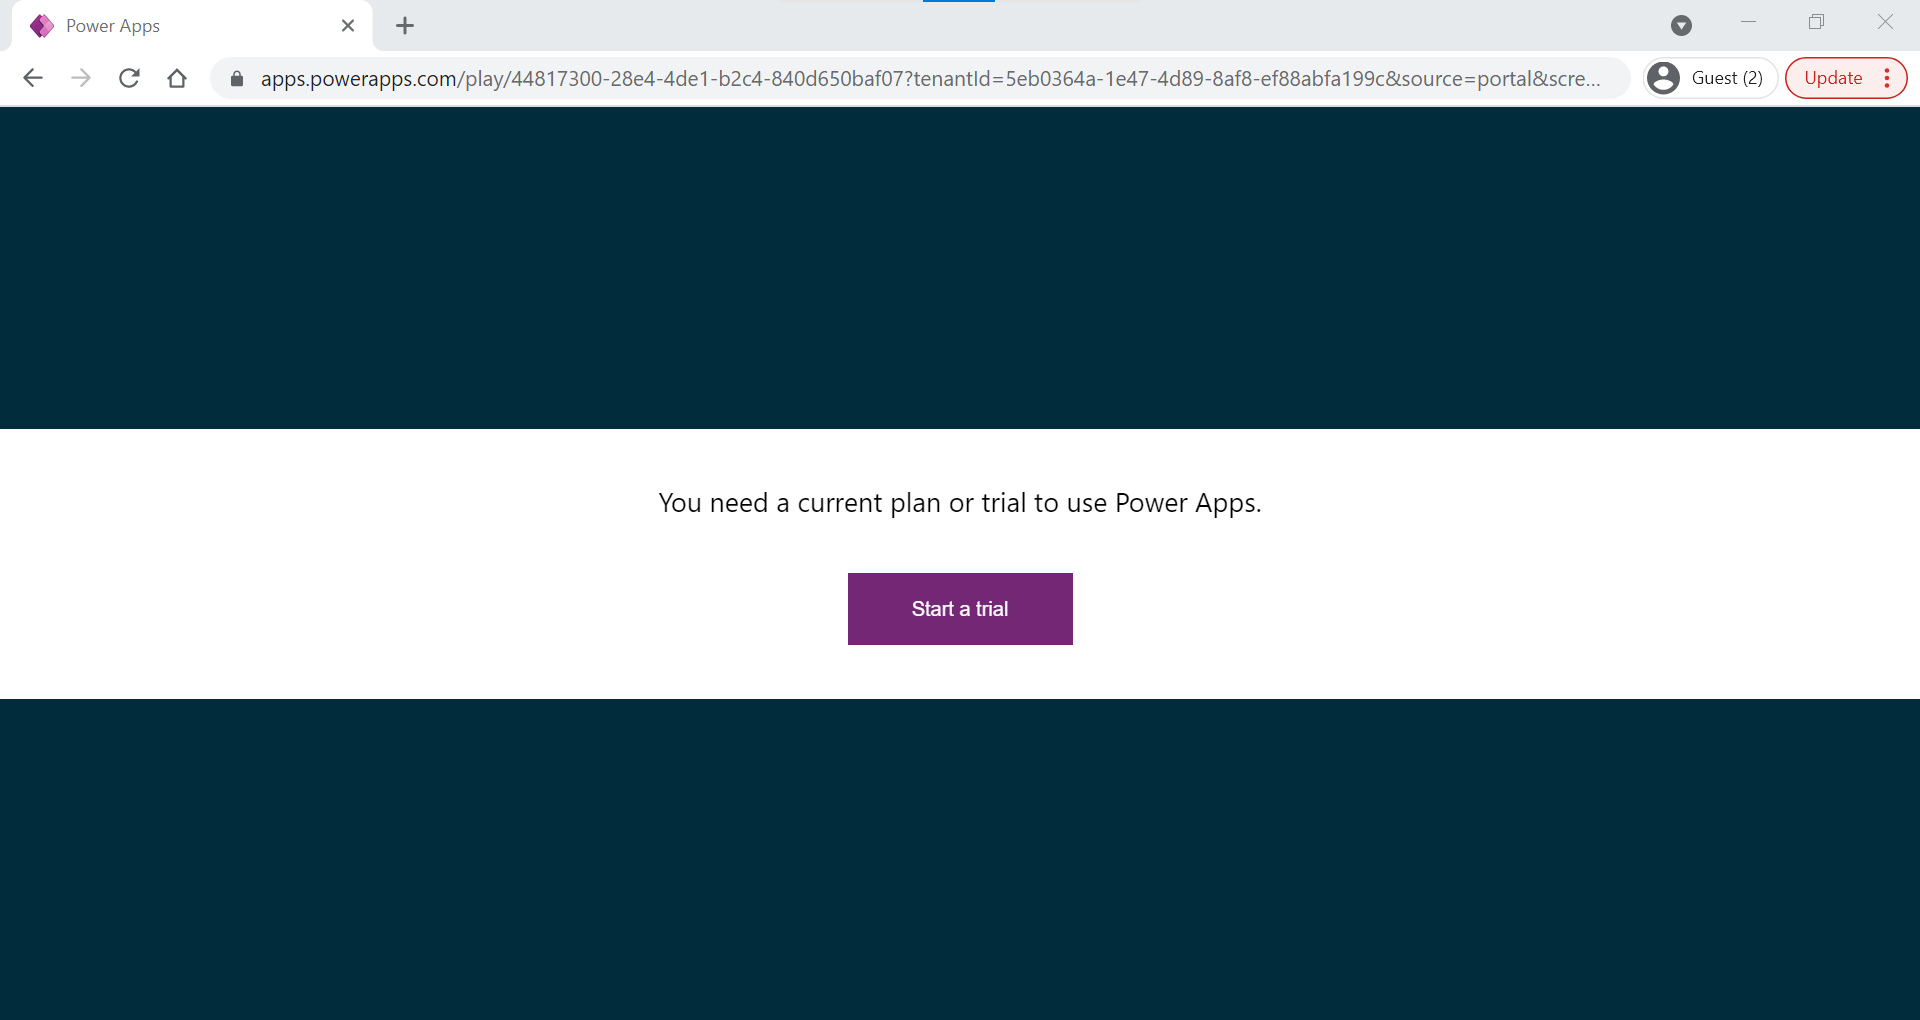 Power Apps
apps.powerapps.com/play/44817300-28e4-4de1-b2c4-840d650baf07?tenantId=5eb0364a-1e47-4d89-8af8-ef88abfa199c&source=portal&scre...
Guest (2)
Update
You need a current plan or trial to use Power Apps.
Start a trial